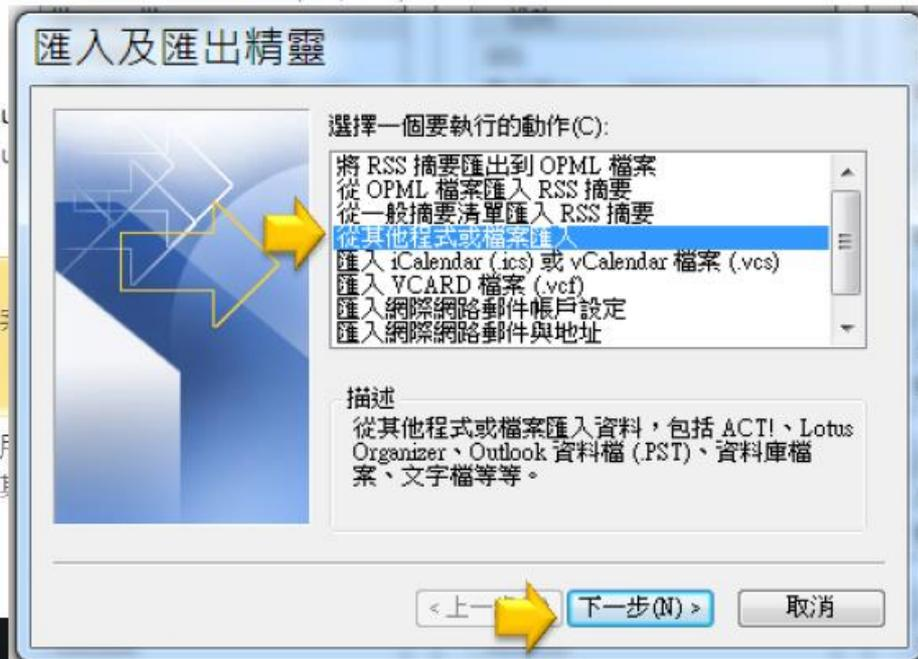 匯入及匯出精靈
選擇一個要執行的動作(C):
將 RSS 摘要匯出到 OPML 檔案
從 OPML 檔案匯入 RSS 摘要
從一般摘要清單匯入 RSS 摘要
從其他程式或檔案匯入
匯入 iCalendar (.ics) 或 vCalendar 檔案 (.vcs)
匯入 VCARD 檔案 (.vcf)
匯入網際網路郵件帳戶設定
匯入網際網路郵件與地址
描述
從其他程式或檔案匯入資料，包括 ACT!、Lotus
Organizer、Outlook 資料檔 (.PST)、資料庫檔
案、文字檔等等。
<上一 下一步(N) > 取消